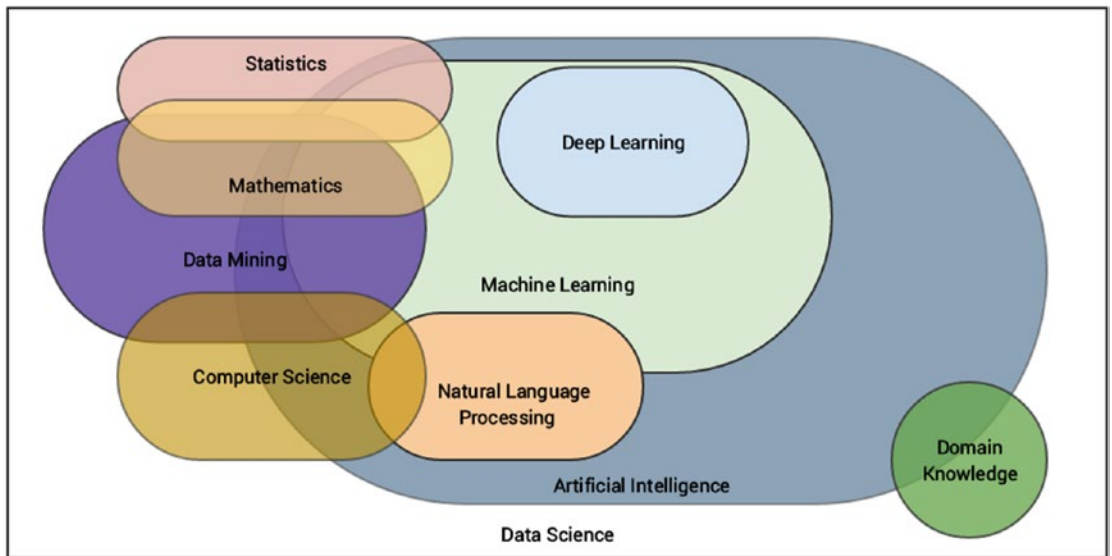 Statistics
Deep Learning
Mathematics
Data Mining
Machine Learning
Computer Science
Natural Language
Processing
Domain
Knowledge
Artificial Intelligence
Data Science